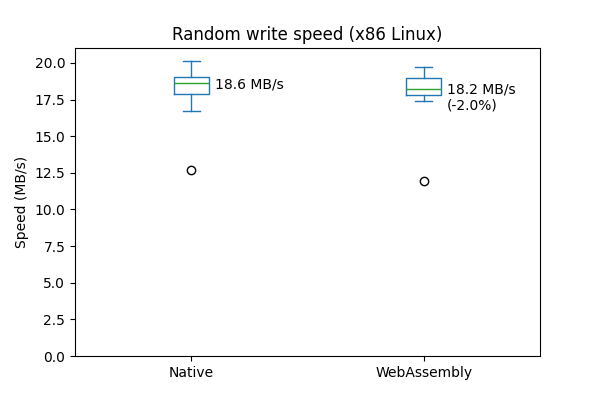 Random write speed (x86 Linux)
Speed (MB/s)
20.0
17.5
15.0
12.5
10.0
7.5
5.0
2.5
0.0
18.6 MB/s
18.2 MB/s
(-2.0%)
Native
WebAssembly